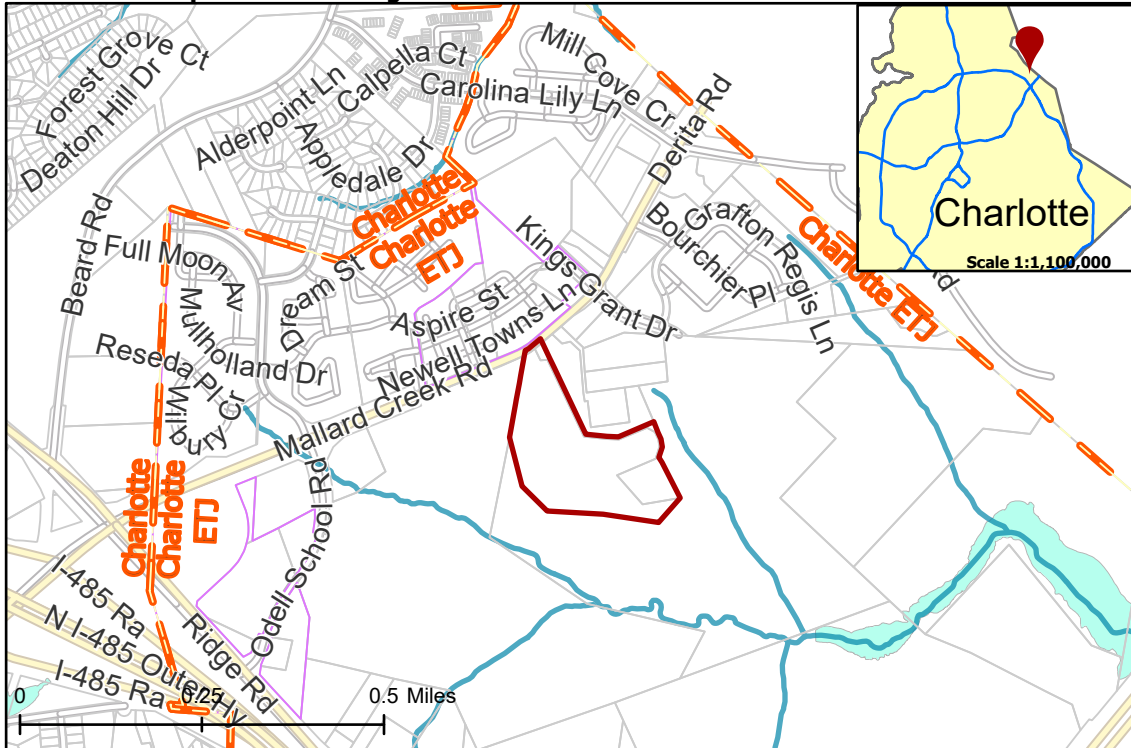 Forest Grove Ct
Deaton Hill Dr
Alderpoint Ln
Calpella Ct
Appledale Dr
Mill Cove Cr
Carolina Lily Ln
Derita Rd
Charlotte
Charlotte
ETJ
Beard Rd
Full Moon Av
Mulholland Dr
Dream St
Aspire St
Newell Towns Ln
Kings Grant Dr
Bourchier Pl
Grafton Regis Ln
Charlotte ETJ
Rd
Reseda Pl
Wilbury Cr
Mallard Creek Rd
Odell School Rd
Charlotte
Charlotte
ETJ
I-485 Ra
N I-485 Outer Hy
I-485 Ra
Ridge Rd
0
0.25
0.5 Miles
Charlotte
Scale 1:1,100,000